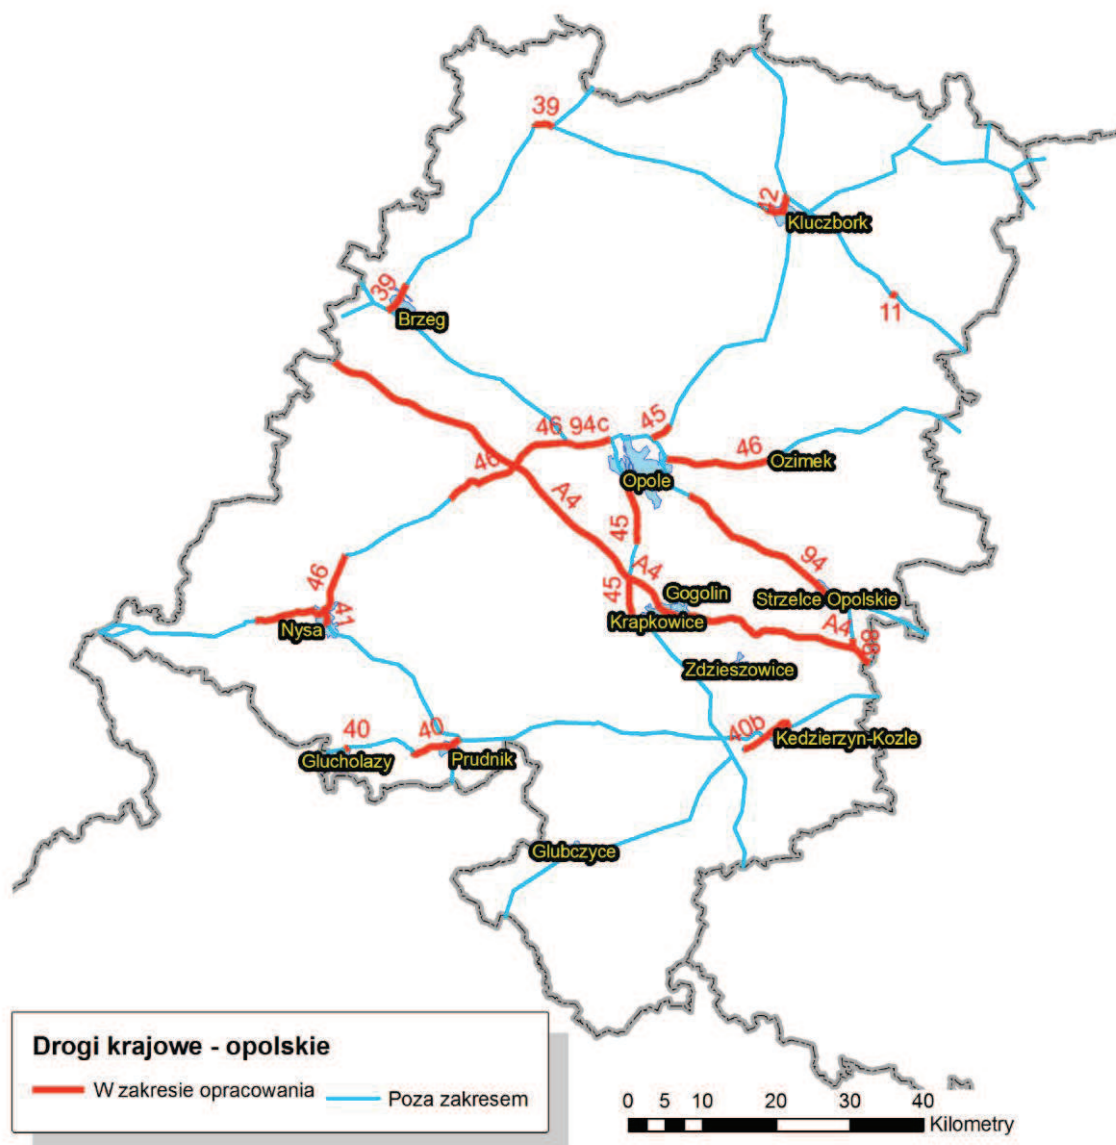 39
42
Kluczbork
39
Brzeg
11
46 94c
45
46
46
Ozimek
Opole
A4
45
94
46
A4
45
Gogolin
Strzelce Opolskie
41
Nysa
Krapkowice
A4
88
Zdzieszowice
40
40
40b
Kedzierzyn-Kozle
Glucholazy
Prudnik
Glubczyce
Drogi krajowe - opolskie
W zakresie opracowania
Poza zakresem
0 5 10 20 30 40
Kilometry